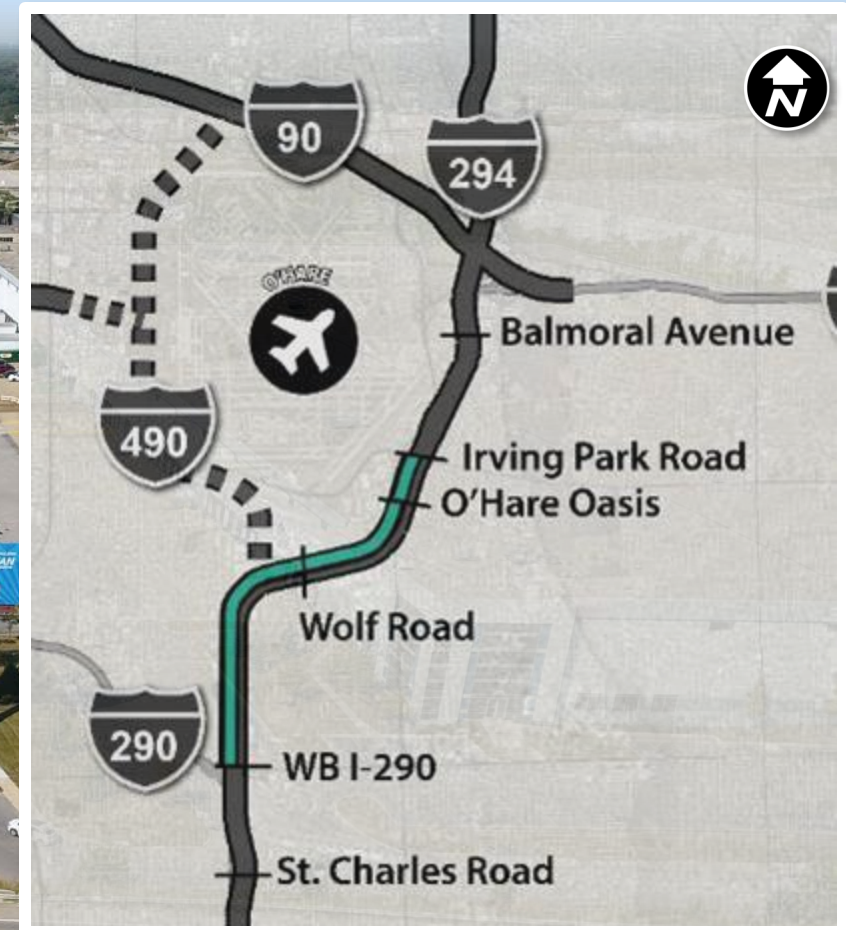 N
90
294
O'HARE
Balmoral Avenue
490
Irving Park Road
O'Hare Oasis
Wolf Road
290
WB I-290
St. Charles Road